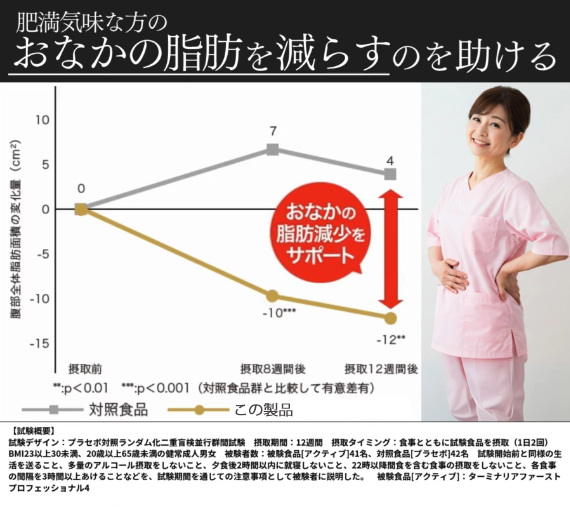 肥満気味な方の
おなかの脂肪を減らすのを助ける
腹部全体脂肪面積の変化量（cm²）
10
5
0
-5
-10
-15
0
7
4
-10***
-12**
おなかの
脂肪減少を
サポート
摂取前 摂取8週間後 摂取12週間後
**:p＜0.01 ***:p＜0.001（対照食品群と比較して有意差有）
対照食品 この製品
【試験概要】
試験デザイン：プラセボ対照ランダム化二重盲検並行群間試験 摂取期間：12週間 摂取タイミング：食事とともに試験食品を摂取（1日2回）
BMI23以上30未満、20歳以上65歳未満の健常成人男女 被験者数：被験食品[アクティブ]41名、対照食品[プラセボ]42名 試験開始前と同様の生
活を送ること、多量のアルコール摂取をしないこと、夕食後2時間以内に就寝しないこと、22時以降間食を含む食事の摂取をしないこと、各食事
の間隔を3時間以上あけることなどを、試験期間を通じての注意事項として被験者に説明した。 被験食品[アクティブ]：ターミナリアファースト
プロフェッショナル4